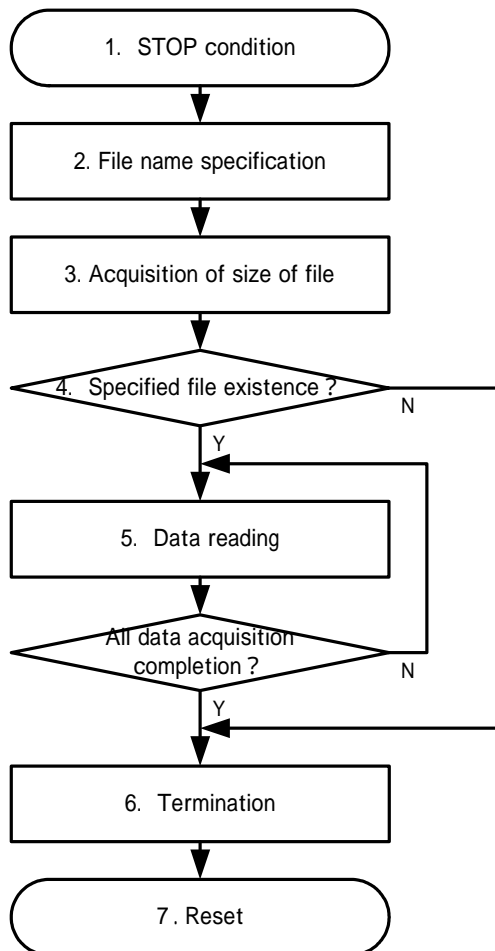 1. STOP condition
2. File name specification
3. Acquisition of size of file
4. Specified file existence ?
N
Y
5. Data reading
All data acquisition
completion ?
N
Y
6. Termination
7. Reset